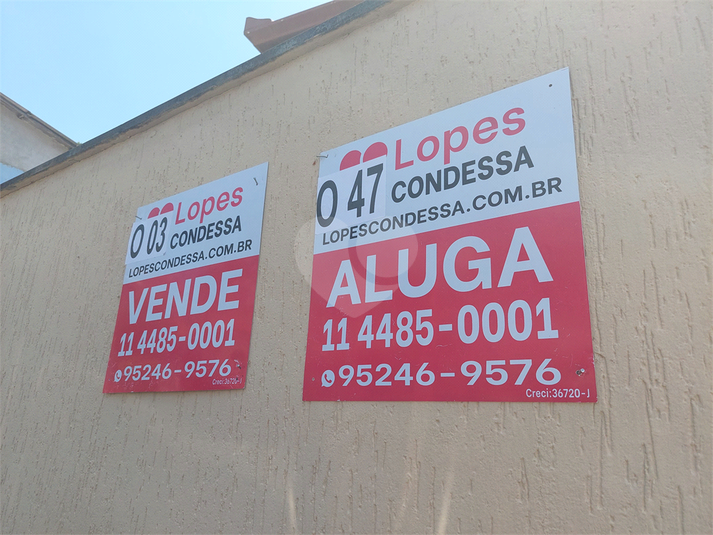 Lopes
O 03 CONDESSA
LOPESCONDESSA.COM.BR
VENDE
11 4485-0001
95246-9576
Creci:36720-J
Lopes
O 47 CONDESSA
LOPESCONDESSA.COM.BR
ALUGA
11 4485-0001
95246-9576
Creci:36720-J